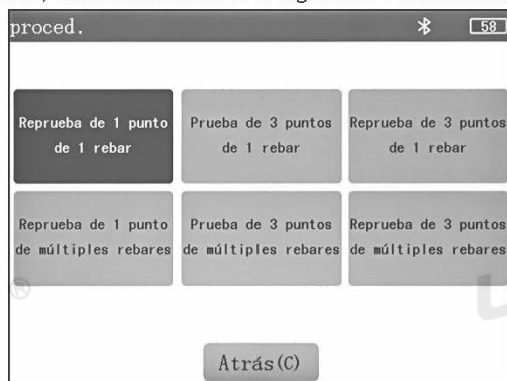 proced.
58
Reprueba de 1 punto
de 1 rebar
Prueba de 3 puntos
de 1 rebar
Reprueba de 3 puntos
de 1 rebar
Reprueba de 1 punto
de múltiples rebares
Prueba de 3 puntos
de múltiples rebares
Reprueba de 3 puntos
de múltiples rebares
®
Atrás(C)